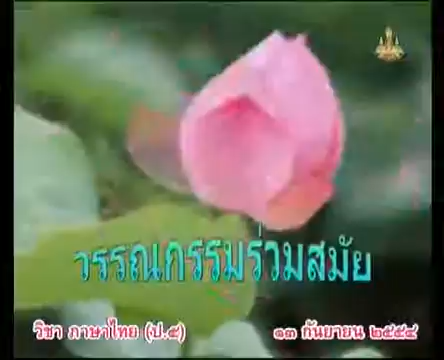 วรรณกรรมร่วมสมัย
วิชา ภาษาไทย (ป.๕)
๑๓ กันยายน ๒๕๕๔